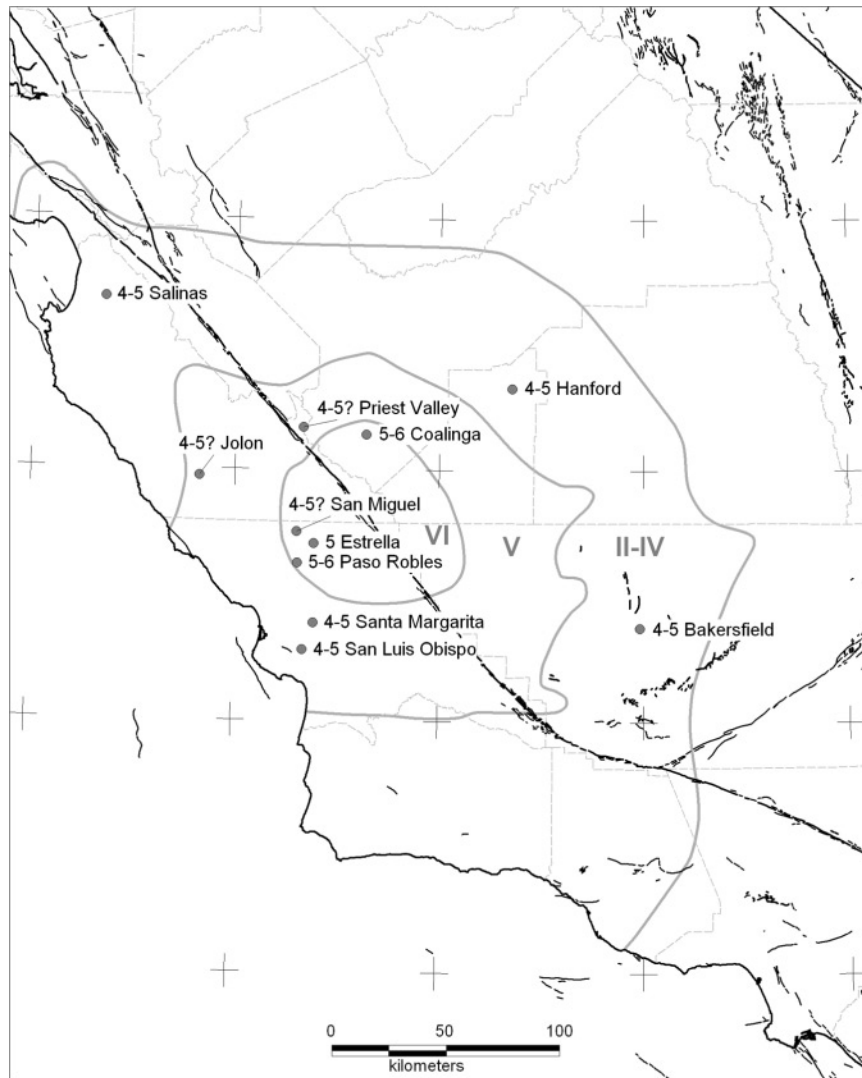 4-5 Salinas
4-5 Hanford
4-5? Priest Valley
5-6 Coalinga
4-5? Jolon
4-5? San Miguel
VI
V
II-IV
5 Estrella
5-6 Paso Robles
4-5 Santa Margarita
4-5 Bakersfield
4-5 San Luis Obispo
0 50 100
kilometers